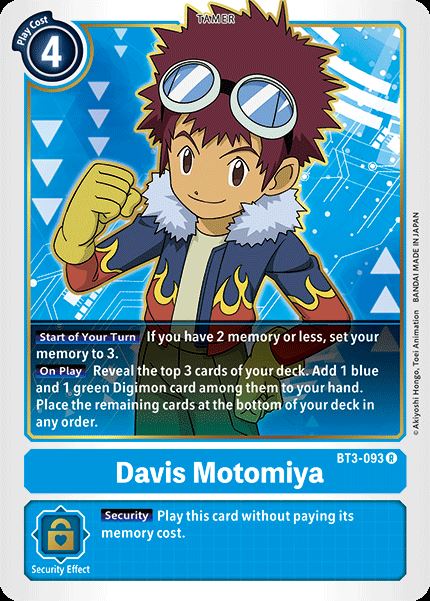 TAMER
Play Cost
4
Start of Your Turn If you have 2 memory or less, set your
memory to 3.
On Play Reveal the top 3 cards of your deck. Add 1 blue
and 1 green Digimon card among them to your hand.
Place the remaining cards at the bottom of your deck in
any order.
©Akiyoshi Hongo, Toei Animation BANDAI MADE IN JAPAN
BT3-093 R
Davis Motomiya
Security Play this card without paying its
memory cost.
Security Effect